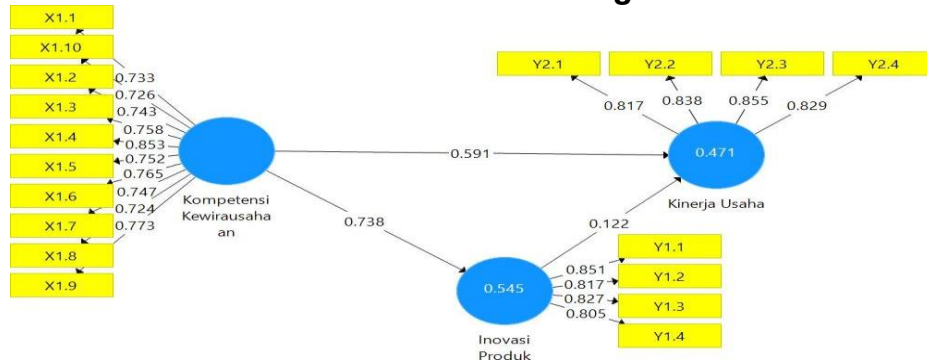 g
X1.1
X1.10
X1.2
X1.3
X1.4
X1.5
X1.6
X1.7
X1.8
X1.9
0.733
0.726
0.743
0.758
0.853
0.752
0.765
0.747
0.724
0.773
Kompetensi
Kewirausaha
an
0.591
0.738
Y2.1
Y2.2
Y2.3
Y2.4
0.817
0.838
0.855
0.829
0.471
Kinerja Usaha
0.122
0.545
Inovasi
Produk
0.851
0.817
0.827
0.805
Y1.1
Y1.2
Y1.3
Y1.4